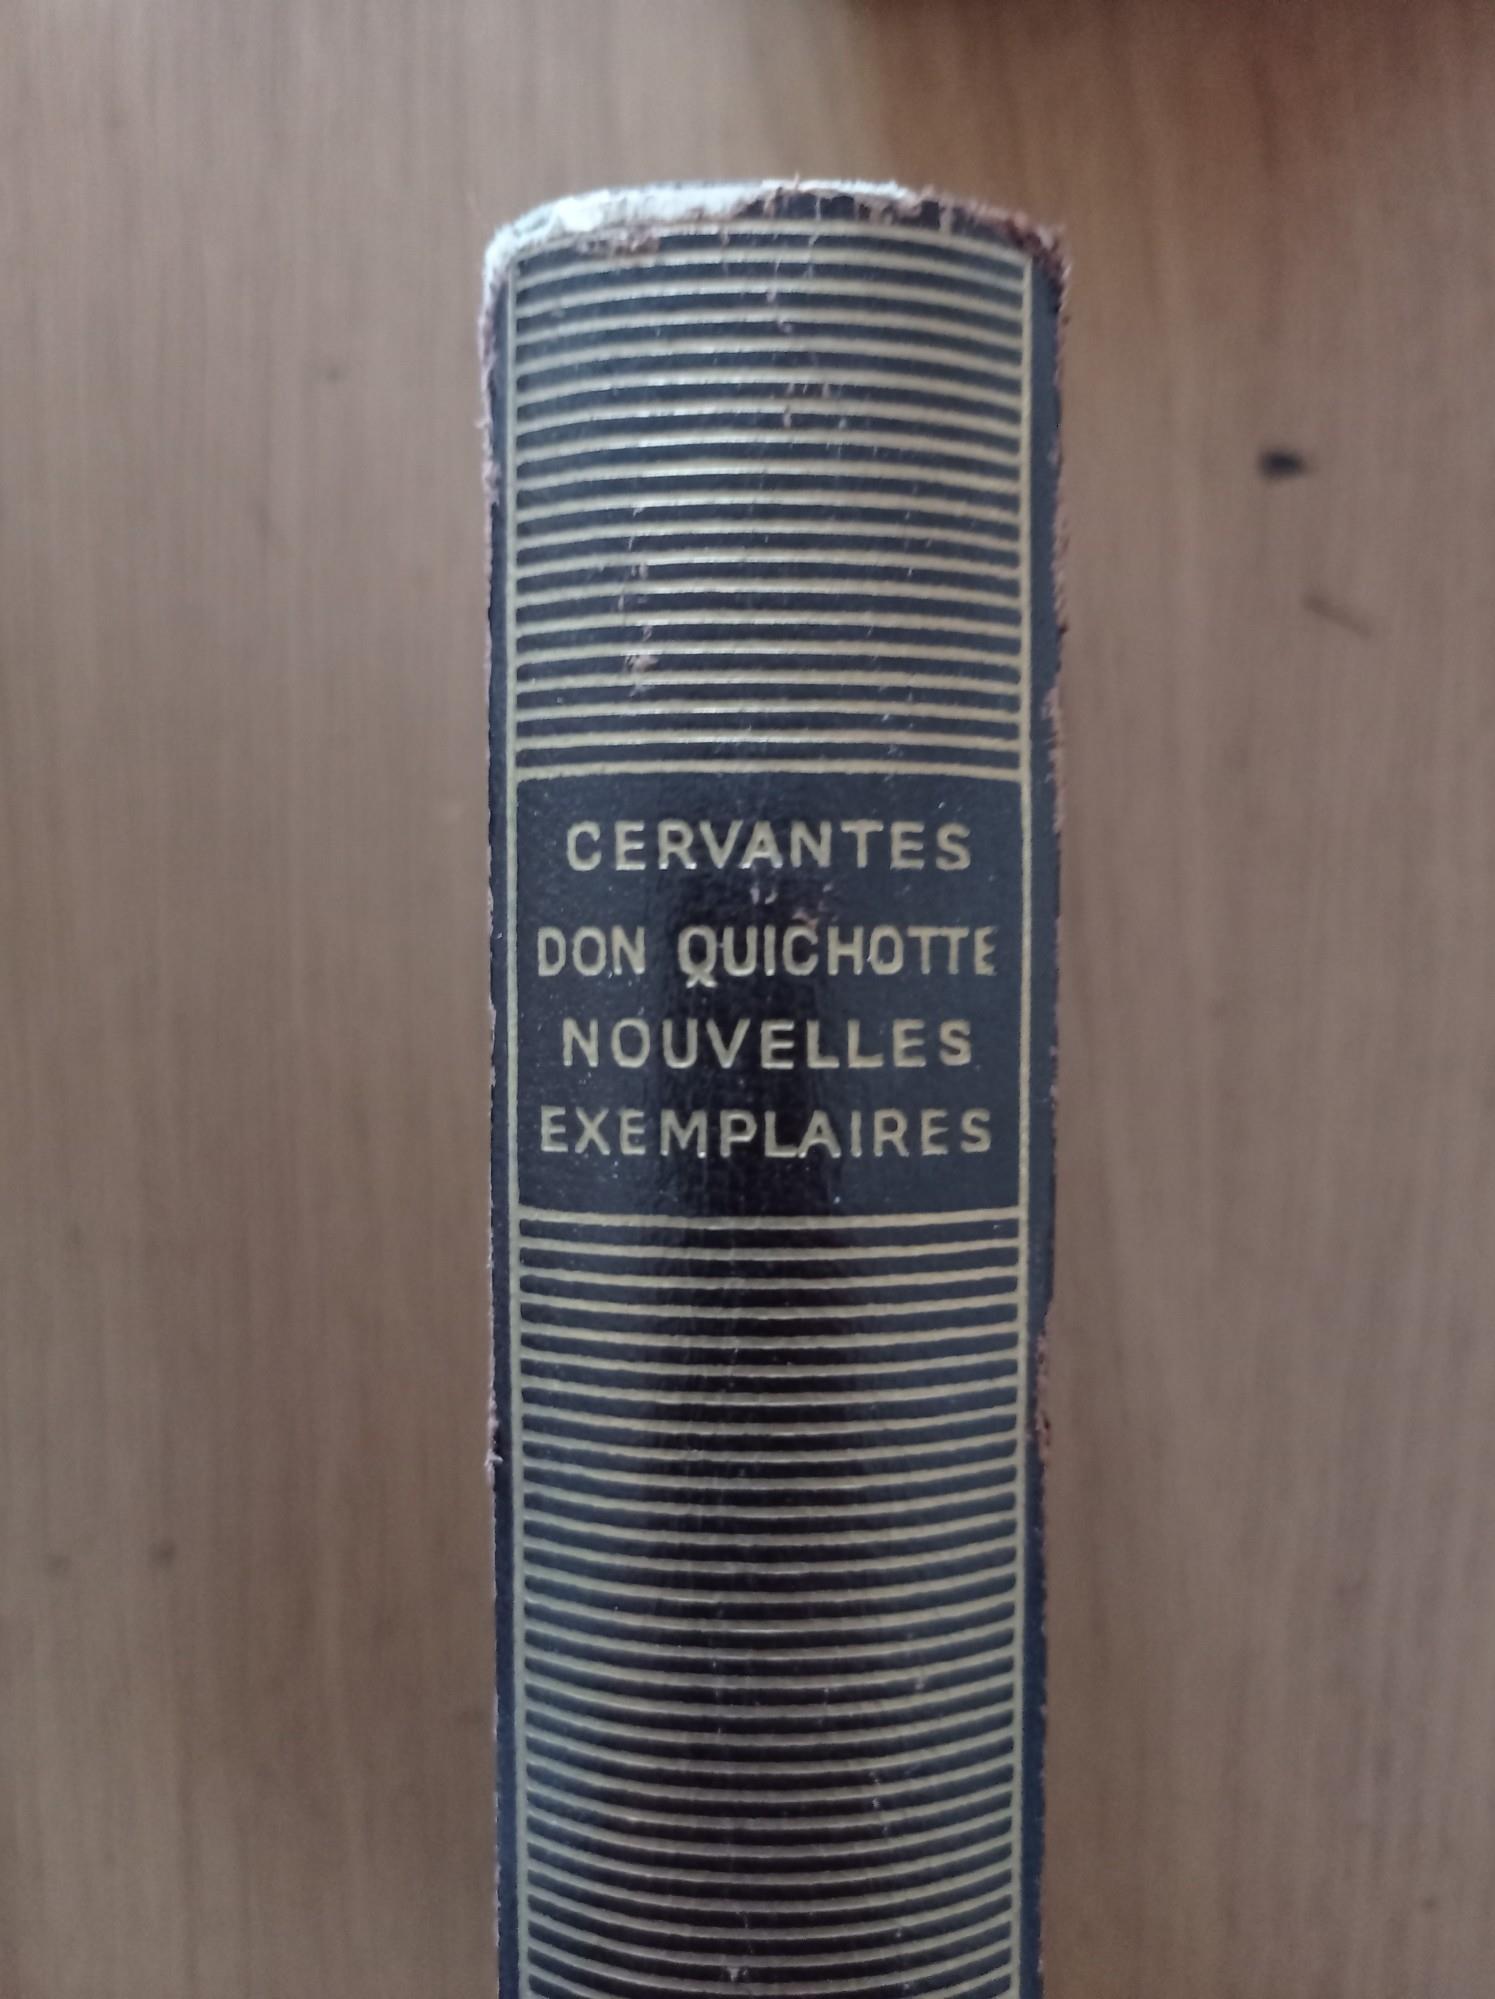 CERVANTES
DON QUICHOTTE
NOUVELLES
EXEMPLAIRES